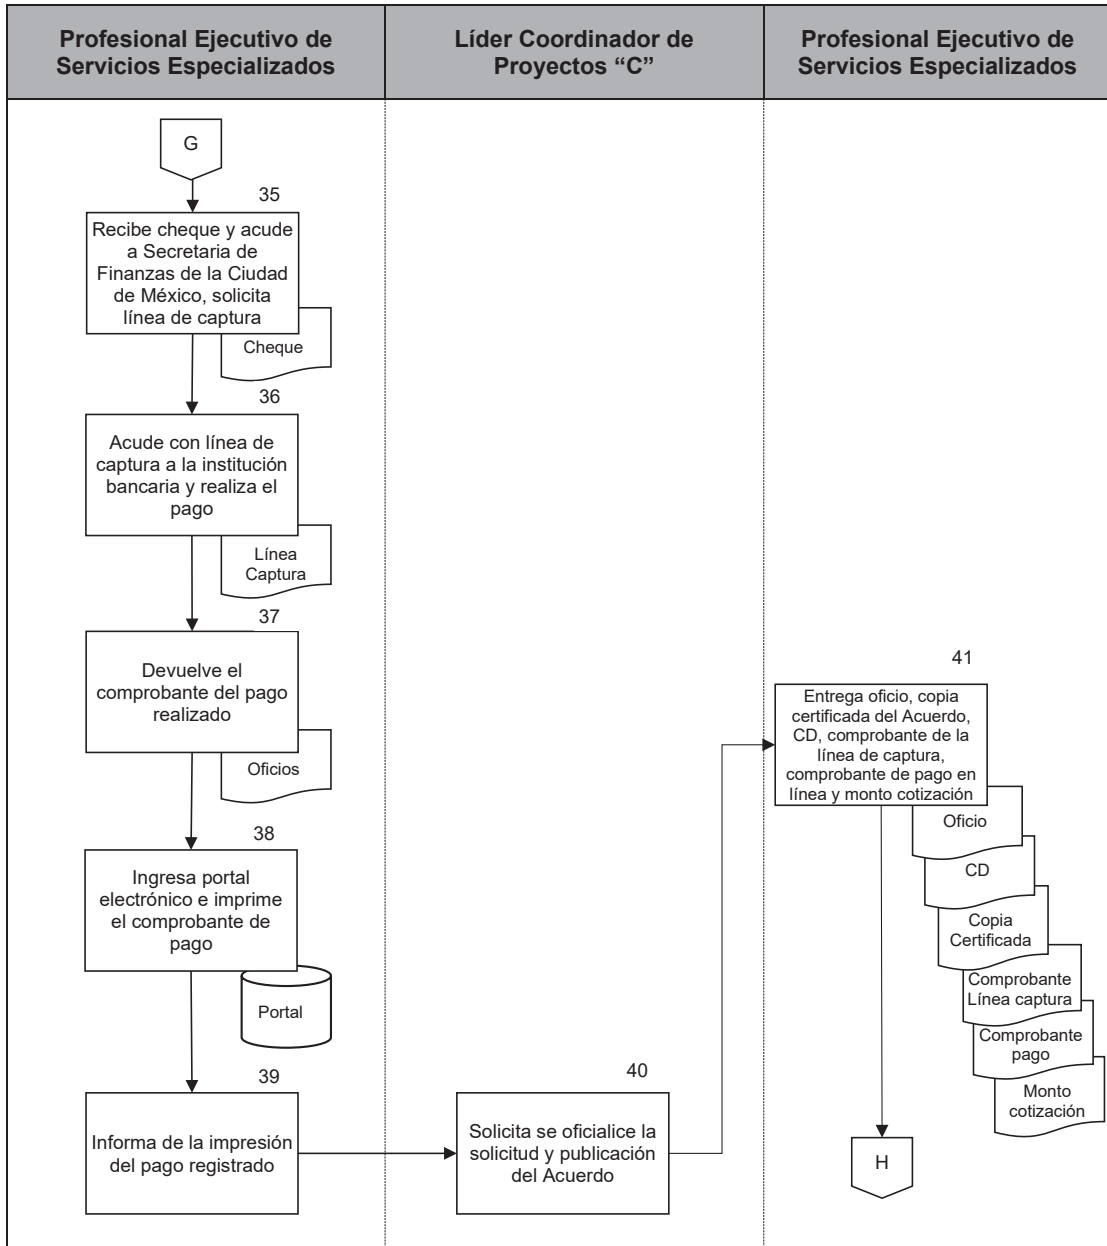 Profesional Ejecutivo de
Servicios Especializados
Líder Coordinador de
Proyectos “C”
Profesional Ejecutivo de
Servicios Especializados
G
35
Recibe cheque y acude
a Secretaria de
Finanzas de la Ciudad
de México, solicita
línea de captura
Cheque
36
Acude con línea de
captura a la institución
bancaria y realiza el
pago
Línea
Captura
37
Devuelve el
comprobante del pago
realizado
Oficios
38
Ingresa portal
electrónico e imprime
el comprobante de
pago
Portal
39
Informa de la impresión
del pago registrado
40
Solicita se oficialice la
solicitud y publicación
del Acuerdo
41
Entrega oficio, copia
certificada del Acuerdo,
CD, comprobante de la
línea de captura,
comprobante de pago en
línea y monto cotización
Oficio
CD
Copia
Certificada
Comprobante
Línea captura
Comprobante
pago
Monto
cotización
H